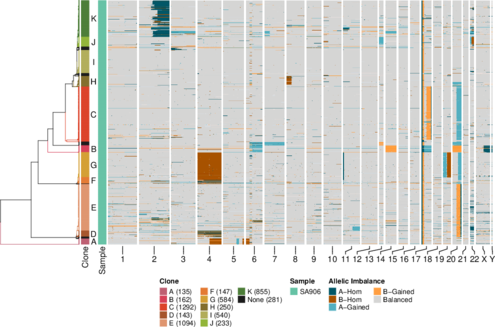 K
J
I
H
C
B
G
F
E
D
A
Clone
Sample
1
2
3
4
5
6
7
8
9
10
11
12
13
14
15
16
17
18
19
20
21
22
X
Y
Clone Sample Allelic Imbalance
A (135) F (147) K (855) SA906 A−Hom B−Gained
B (162) G (584) None (281) B−Hom Balanced
C (1292) H (250) A−Gained
D (143) I (540)
E (1094) J (233)